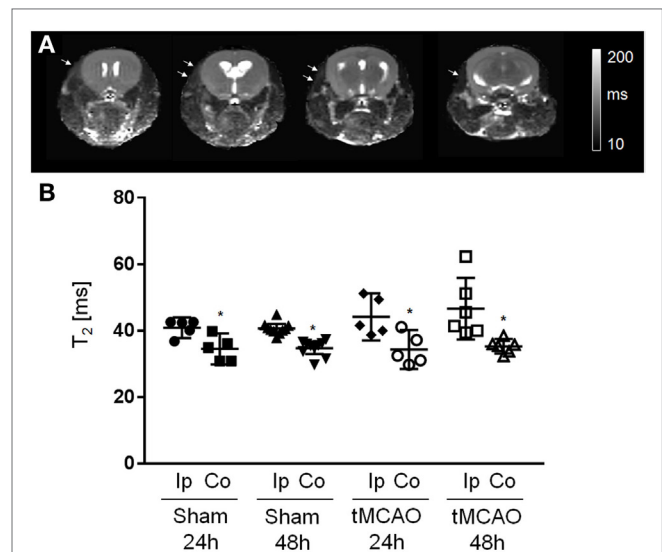 A
200
ms
10
B
80
60
40
20
0
T2 [ms]
* * * *
Ip Co Ip Co Ip Co Ip Co
Sham Sham tMCAO tMCAO
24h 48h 24h 48h